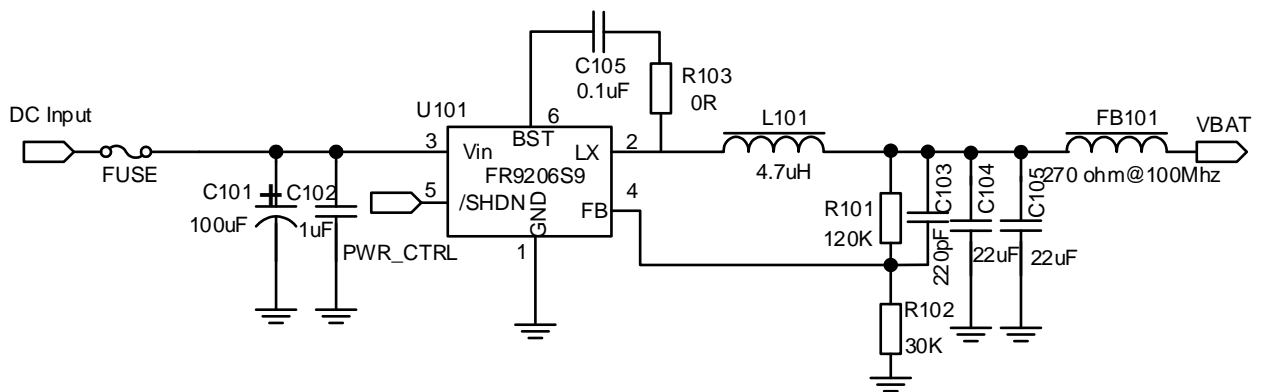 C105
0.1uF
R103
0R
DC Input
FUSE
U101
6
BST
3
Vin
LX
2
FR9206S9
5
/SHDN
GND
FB
4
1
C101
100uF
C102
1uF
PWR_CTRL
L101
4.7uH
FB101
VBAT
270 ohm@100Mhz
R101
120K
C103
220pF
C104
22uF
C105
22uF
R102
30K